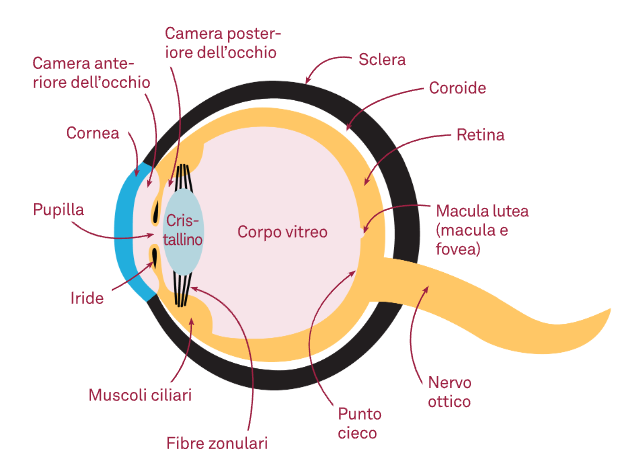 Camera poster-
iore dell'occhio
Camera ante-
riore dell'occhio
Sclera
Coroide
Cornea
Retina
Pupilla
Cris-
tallino
Corpo vitreo
Macula lutea
(macula e
fovea)
Iride
Muscoli ciliari
Nervo
ottico
Punto
cieco
Fibre zonulari